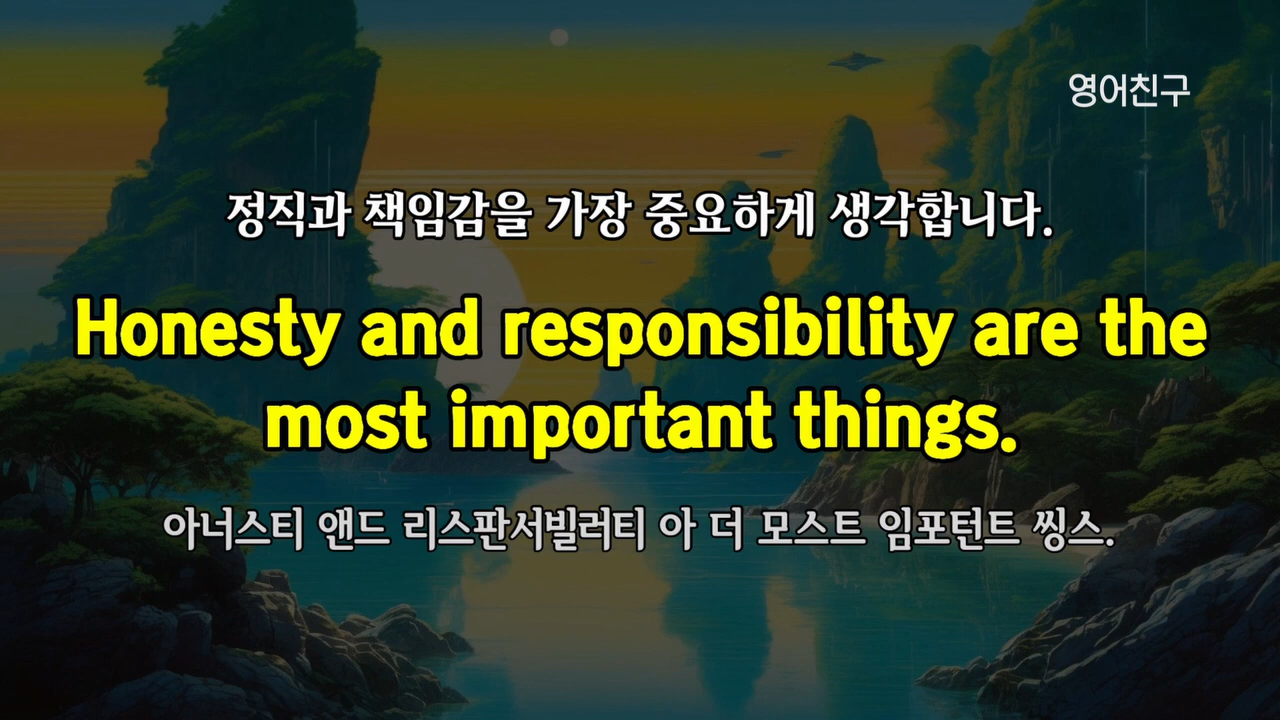 영어친구
정직과 책임감을 가장 중요하게 생각합니다.
Honesty and responsibility are the
most important things.
아너스티 앤드 리스판서빌러티 아 더 모스트 임포턴트 씽스.